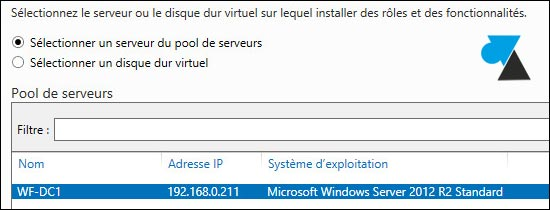 Sélectionnez le serveur ou le disque dur virtuel sur lequel installer des rôles et des fonctionnalités.
Sélectionner un serveur du pool de serveurs
Sélectionner un disque dur virtuel
Pool de serveurs
Filtre :
Nom Adresse IP Système d’exploitation
WF-DC1 192.168.0.211 Microsoft Windows Server 2012 R2 Standard